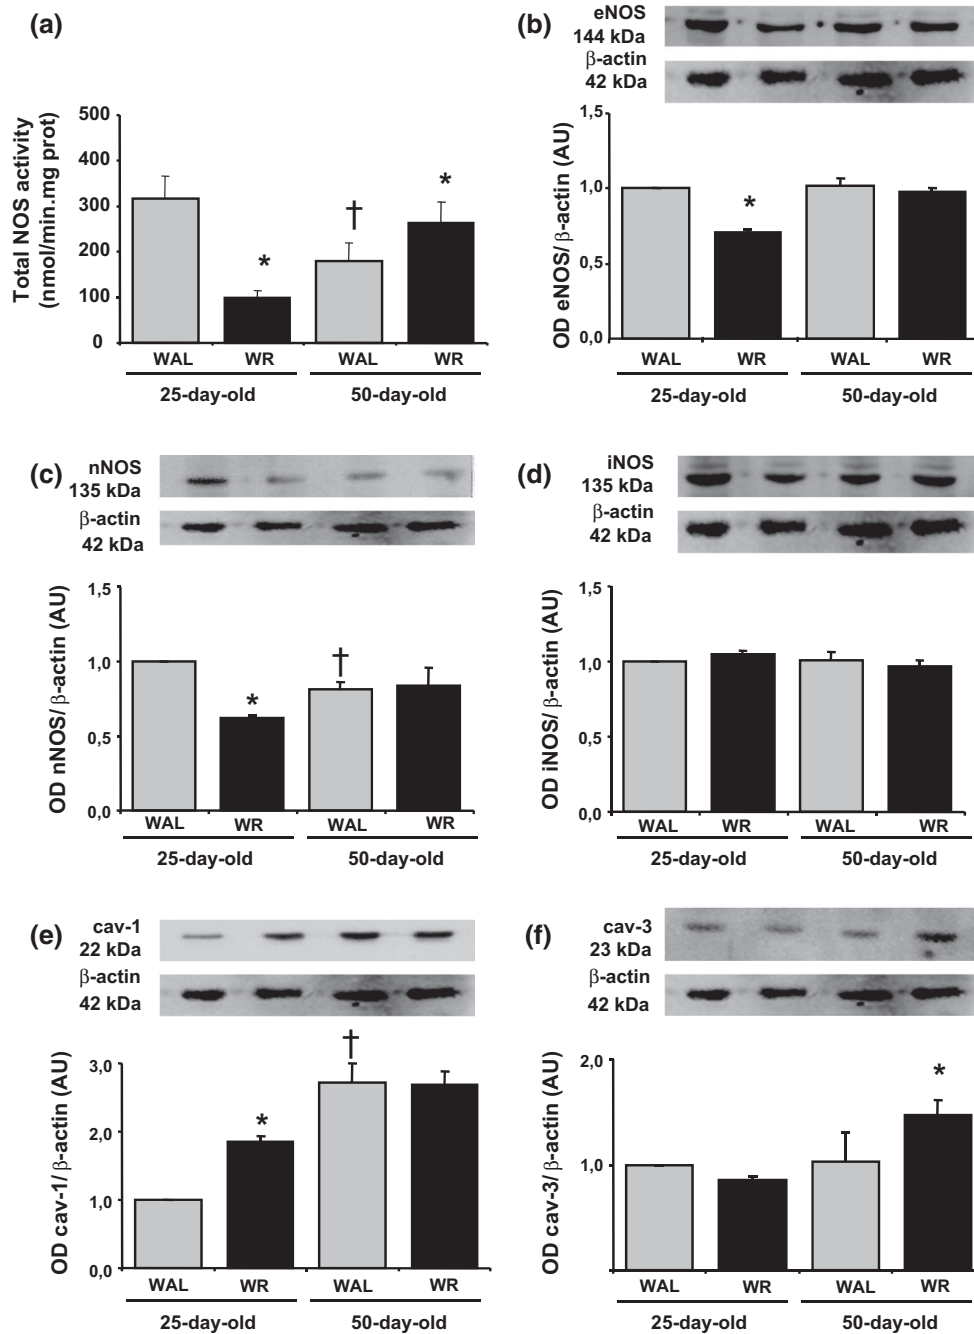 (a)
Total NOS activity
(nmol/min.mg prot)
500
400
300
200
100
0
*
†
*
WAL
WR
WAL
WR
25-day-old
50-day-old
(b)
eNOS
144 kDa
β-actin
42 kDa
OD eNOS/ β-actin (AU)
1,5
1,0
0,5
0,0
*
WAL
WR
WAL
WR
25-day-old
50-day-old
(c)
nNOS
135 kDa
β-actin
42 kDa
OD nNOS/ β-actin (AU)
1,5
1,0
0,5
0,0
*
†
WAL
WR
WAL
WR
25-day-old
50-day-old
(d)
iNOS
135 kDa
β-actin
42 kDa
OD iNOS/ β-actin (AU)
1,5
1,0
0,5
0,0
WAL
WR
WAL
WR
25-day-old
50-day-old
(e)
cav-1
22 kDa
β-actin
42 kDa
OD cav-1/ β-actin (AU)
3,0
2,0
1,0
0,0
*
†
WAL
WR
WAL
WR
25-day-old
50-day-old
(f)
cav-3
23 kDa
β-actin
42 kDa
OD cav-3/ β-actin (AU)
2,0
1,0
*
WAL
WR
WAL
WR
25-day-old
50-day-old